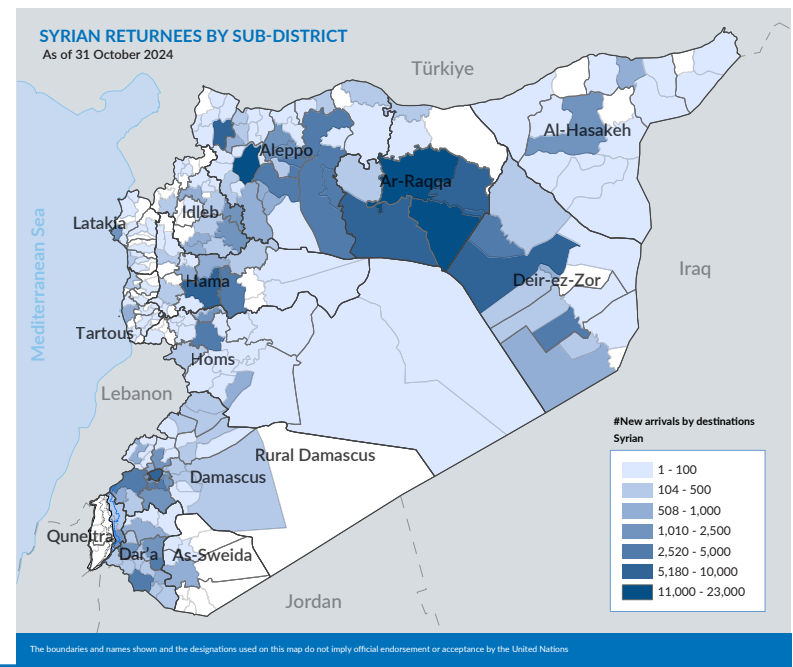 SYRIAN RETURNEES BY SUB-DISTRICT
As of 31 October 2024
Türkiye
Al-Hasakeh
Aleppo
Ar-Raqqa
Idleb
Latakia
Mediterranean Sea
Iraq
Hama
Deir-ez-Zor
Tartous
Homs
Lebanon
#New arrivals by destinations
Syrian
1 - 100
104 - 500
508 - 1,000
1,010 - 2,500
2,520 - 5,000
5,180 - 10,000
11,000 - 23,000
Rural Damascus
Damascus
Quneitra
Dar'a
As-Sweida
Jordan
The boundaries and names shown and the designations used on this map do not imply official endorsement or acceptance by the United Nations